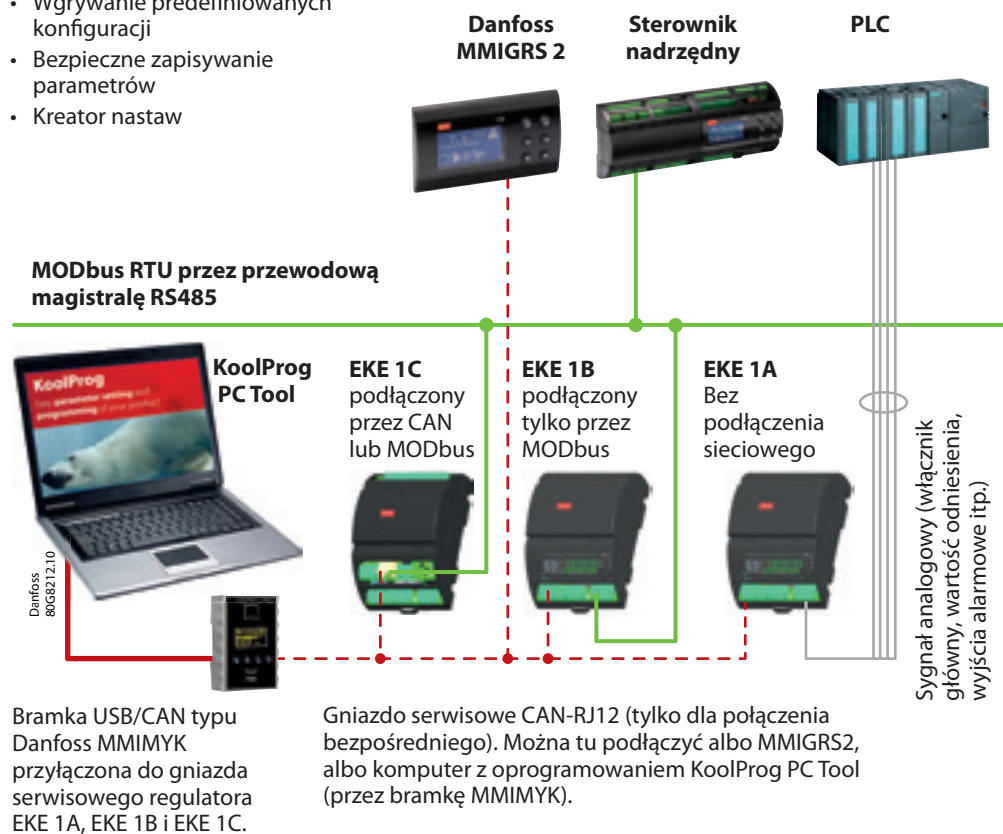 • Wgrywanie predefiniowanych
konfiguracji
• Bezpieczne zapisywanie
parametrów
• Kreator nastaw
Danfoss
MMIGRS 2
Sterownik
nadrzędny
PLC
MODbus RTU przez przewodową
magistralę RS485
KoolProg
KoolProg
PC Tool
EKE 1C
podłączony
przez CAN
lub MODbus
EKE 1B
podłączony
tylko przez
MODbus
EKE 1A
Bez
podłączenia
sieciowego
Sygnał analogowy (włącznik
główny, wartość odniesienia,
wyjścia alarmowe itp.)
Danfoss
80G8212.10
Bramka USB/CAN typu
Danfoss MMIMYK
przyłączona do gniazda
serwisowego regulatora
EKE 1A, EKE 1B i EKE 1C.
Gniazdo serwisowe CAN-RJ12 (tylko dla połączenia
bezpośredniego). Można tu podłączyć albo MMIGRS2,
albo komputer z oprogramowaniem KoolProg PC Tool
(przez bramkę MMIMYK).